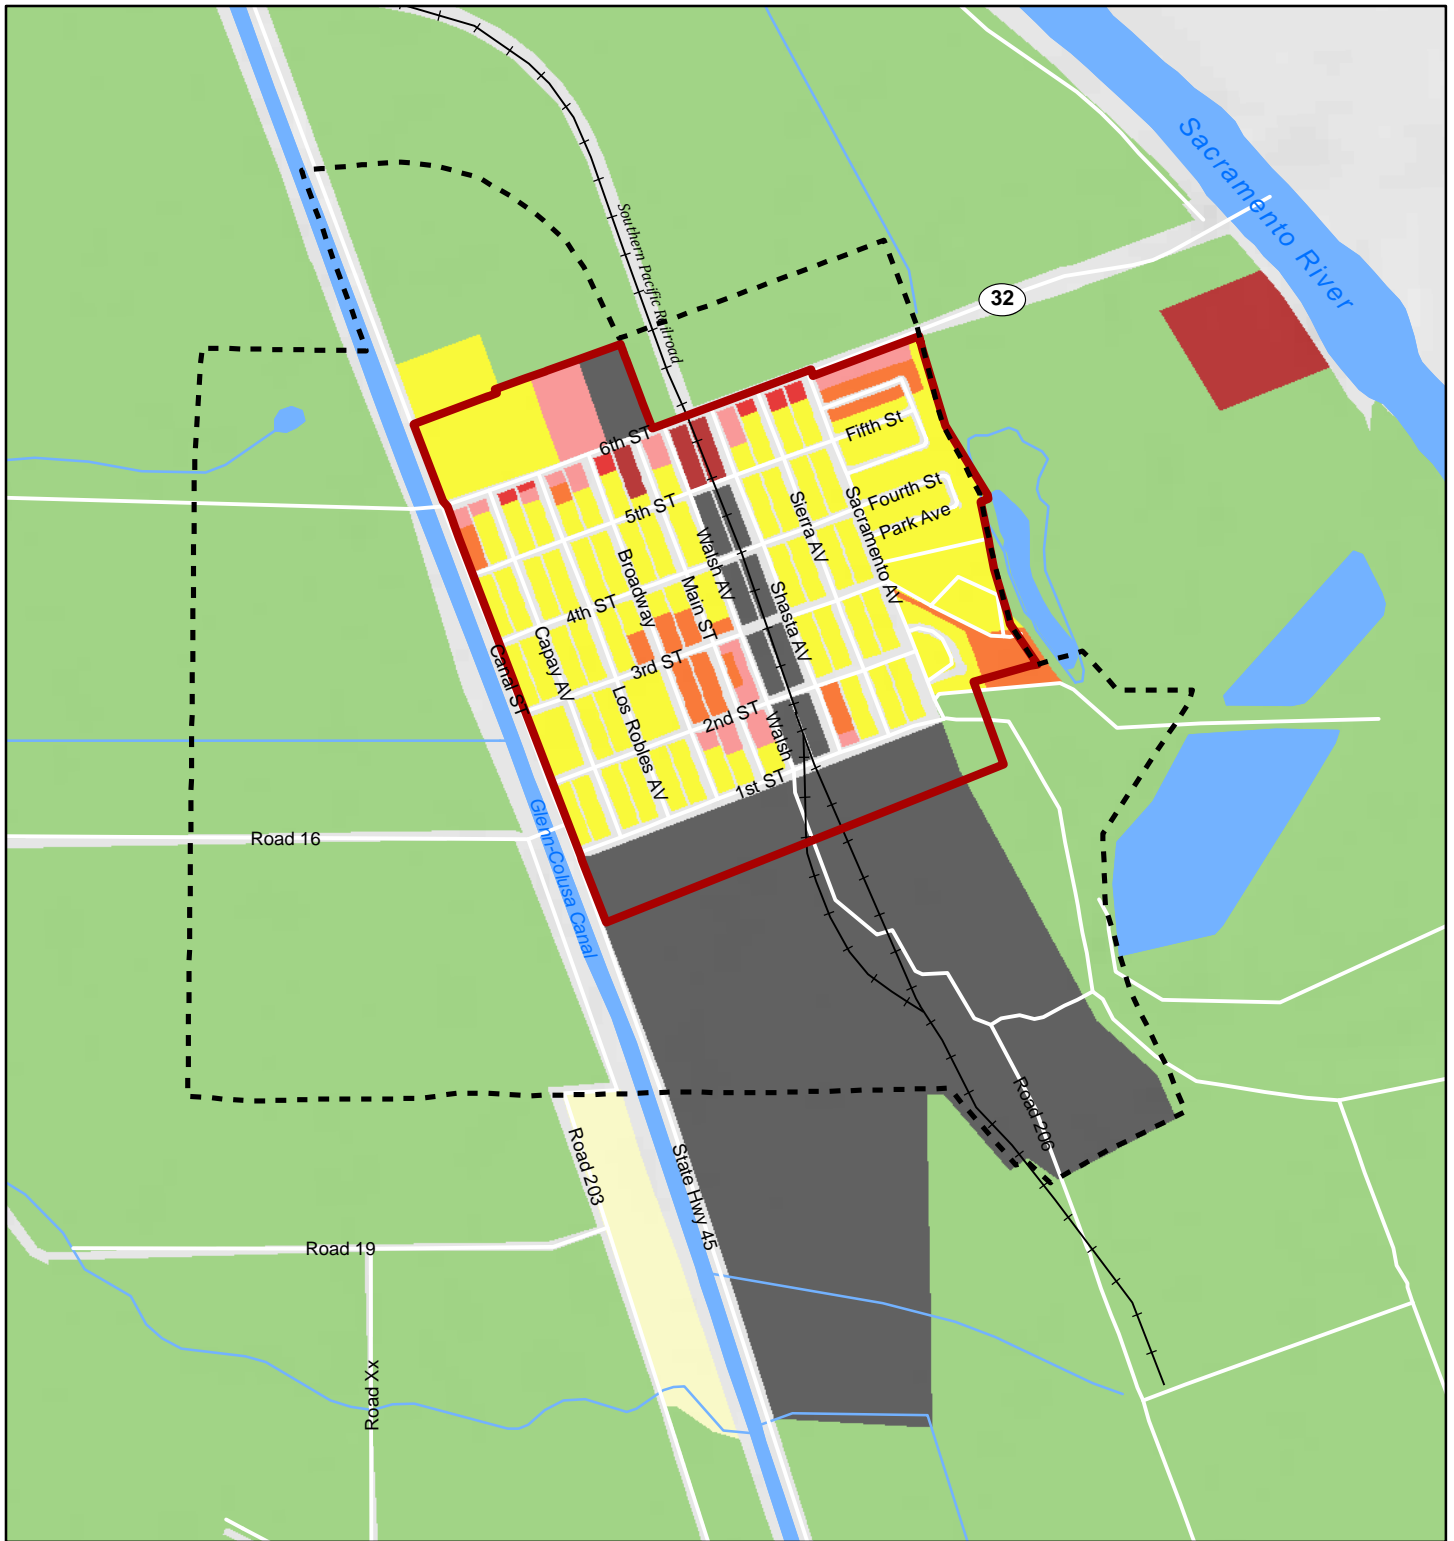 Sacramento River
Southern Pacific Railroad
32
6th ST
Fifth St
5th ST
Fourth St
Park Ave
Sierra AV
Sacramento AV
Walsh AV
Broadway
4th ST
Main ST
Shasta AV
Capay AV
Canal ST
3rd ST
Los Robles AV
2nd ST
Walsh
1st ST
Road 16
Glenn-Colusa Canal
Road 203
State Hwy 45
Road 206
Road 19
Road Xx